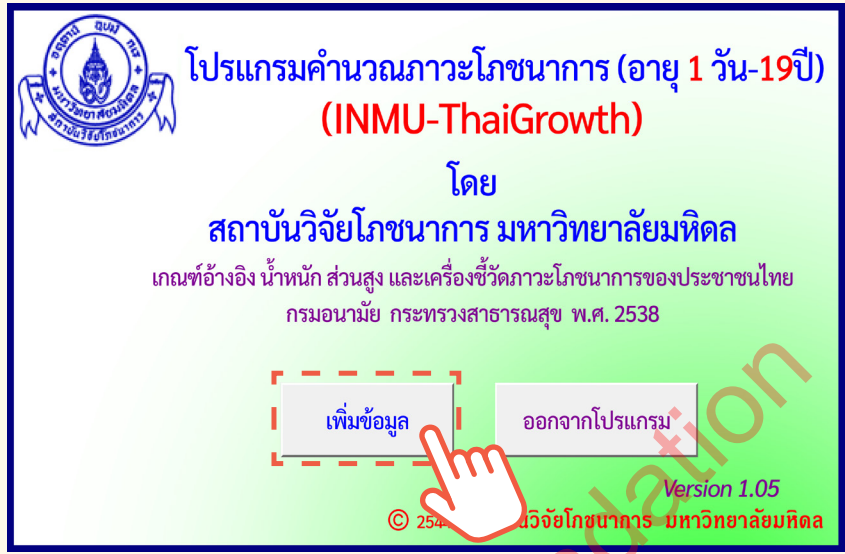 โปรแกรมคำนวณภาวะโภชนาการ (อายุ 1 วัน-19ปี)
(INMU-ThaiGrowth)
โดย
สถาบันวิจัยโภชนาการ มหาวิทยาลัยมหิดล
เกณฑ์อ้างอิง น้ำหนัก ส่วนสูง และเครื่องชี้วัดภาวะโภชนาการของประชาชนไทย
กรมอนามัย กระทรวงสาธารณสุข พ.ศ. 2538
เพิ่มข้อมูล ออกจากโปรแกรม
Version 1.05
© วิจัยโภชนาการ มหาวิทยาลัยมหิดล